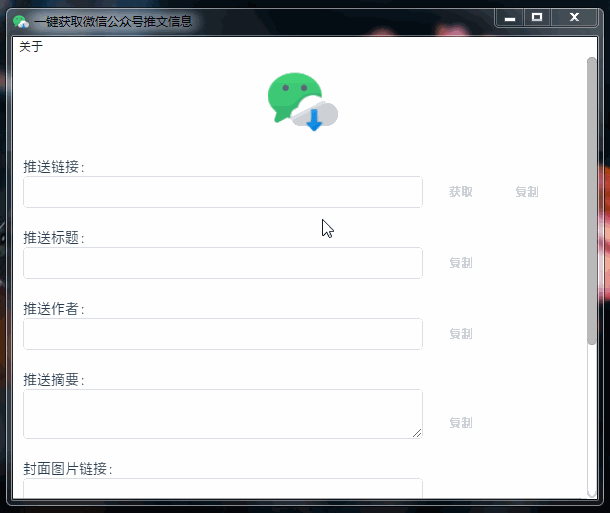 一键获取微信公众号推文信息
关于
推送链接：
获取 复制
推送标题：
复制
推送作者：
复制
推送摘要：
复制
封面图片链接：